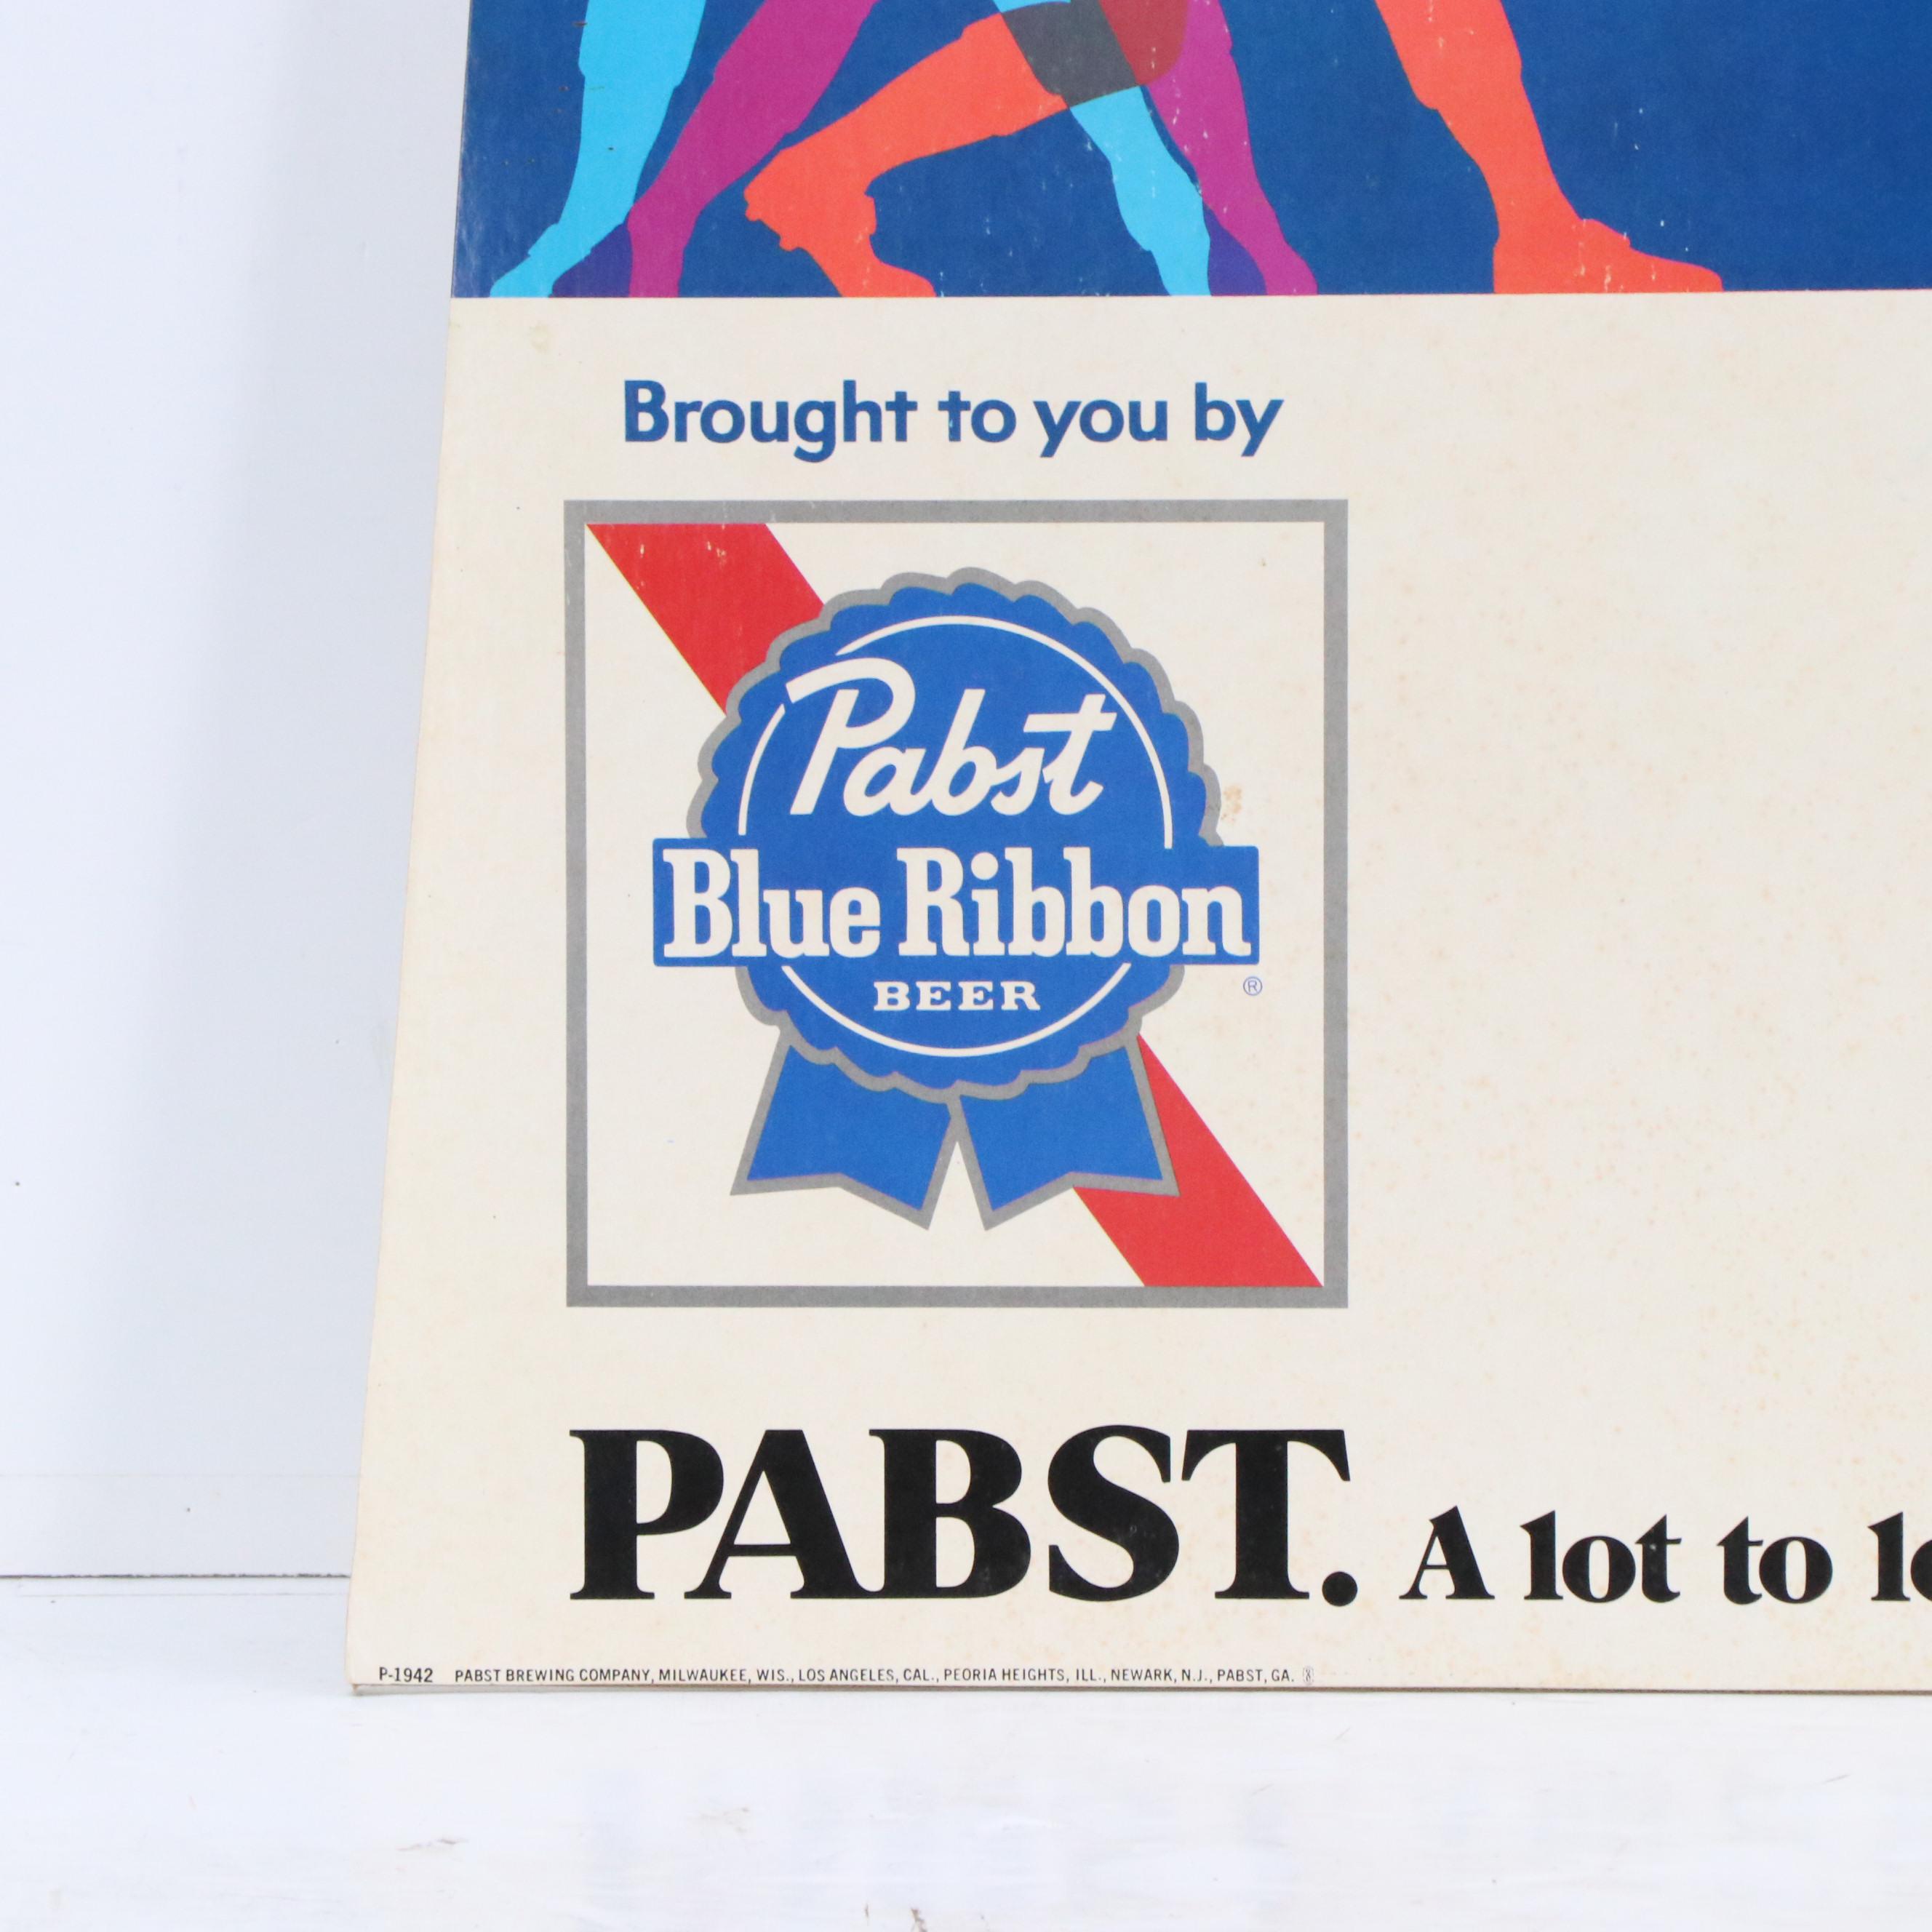 Brought to you by
Pabst
Blue Ribbon
BEER
®
PABST. A lot to
P-1942 PABST BREWING COMPANY, MILWAUKEE, WIS., LOS ANGELES, CAL., PEORIA HEIGHTS, ILL., NEWARK, N.J., PABST, GA.